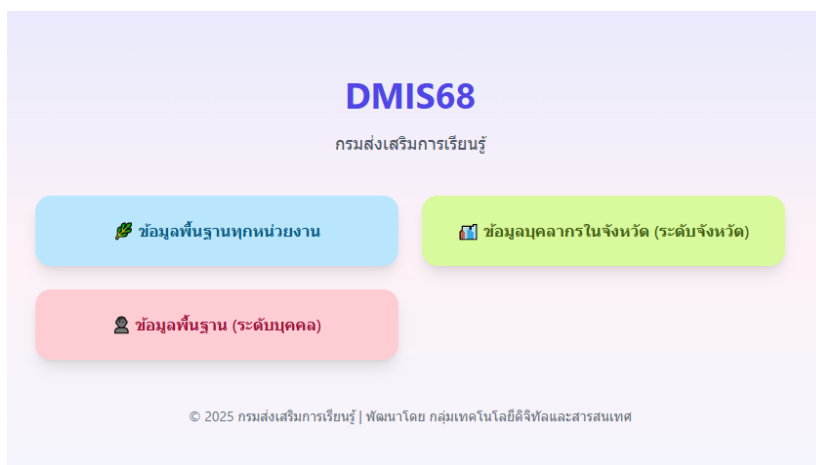 DMIS68
กรมส่งเสริมการเรียนรู้
ข้อมูลพื้นฐานทุกหน่วยงาน
ข้อมูลบุคลากรในจังหวัด (ระดับจังหวัด)
ข้อมูลพื้นฐาน (ระดับบุคคล)
© 2025 กรมส่งเสริมการเรียนรู้ | พัฒนาโดย กลุ่มเทคโนโลยีดิจิทัลและสารสนเทศ